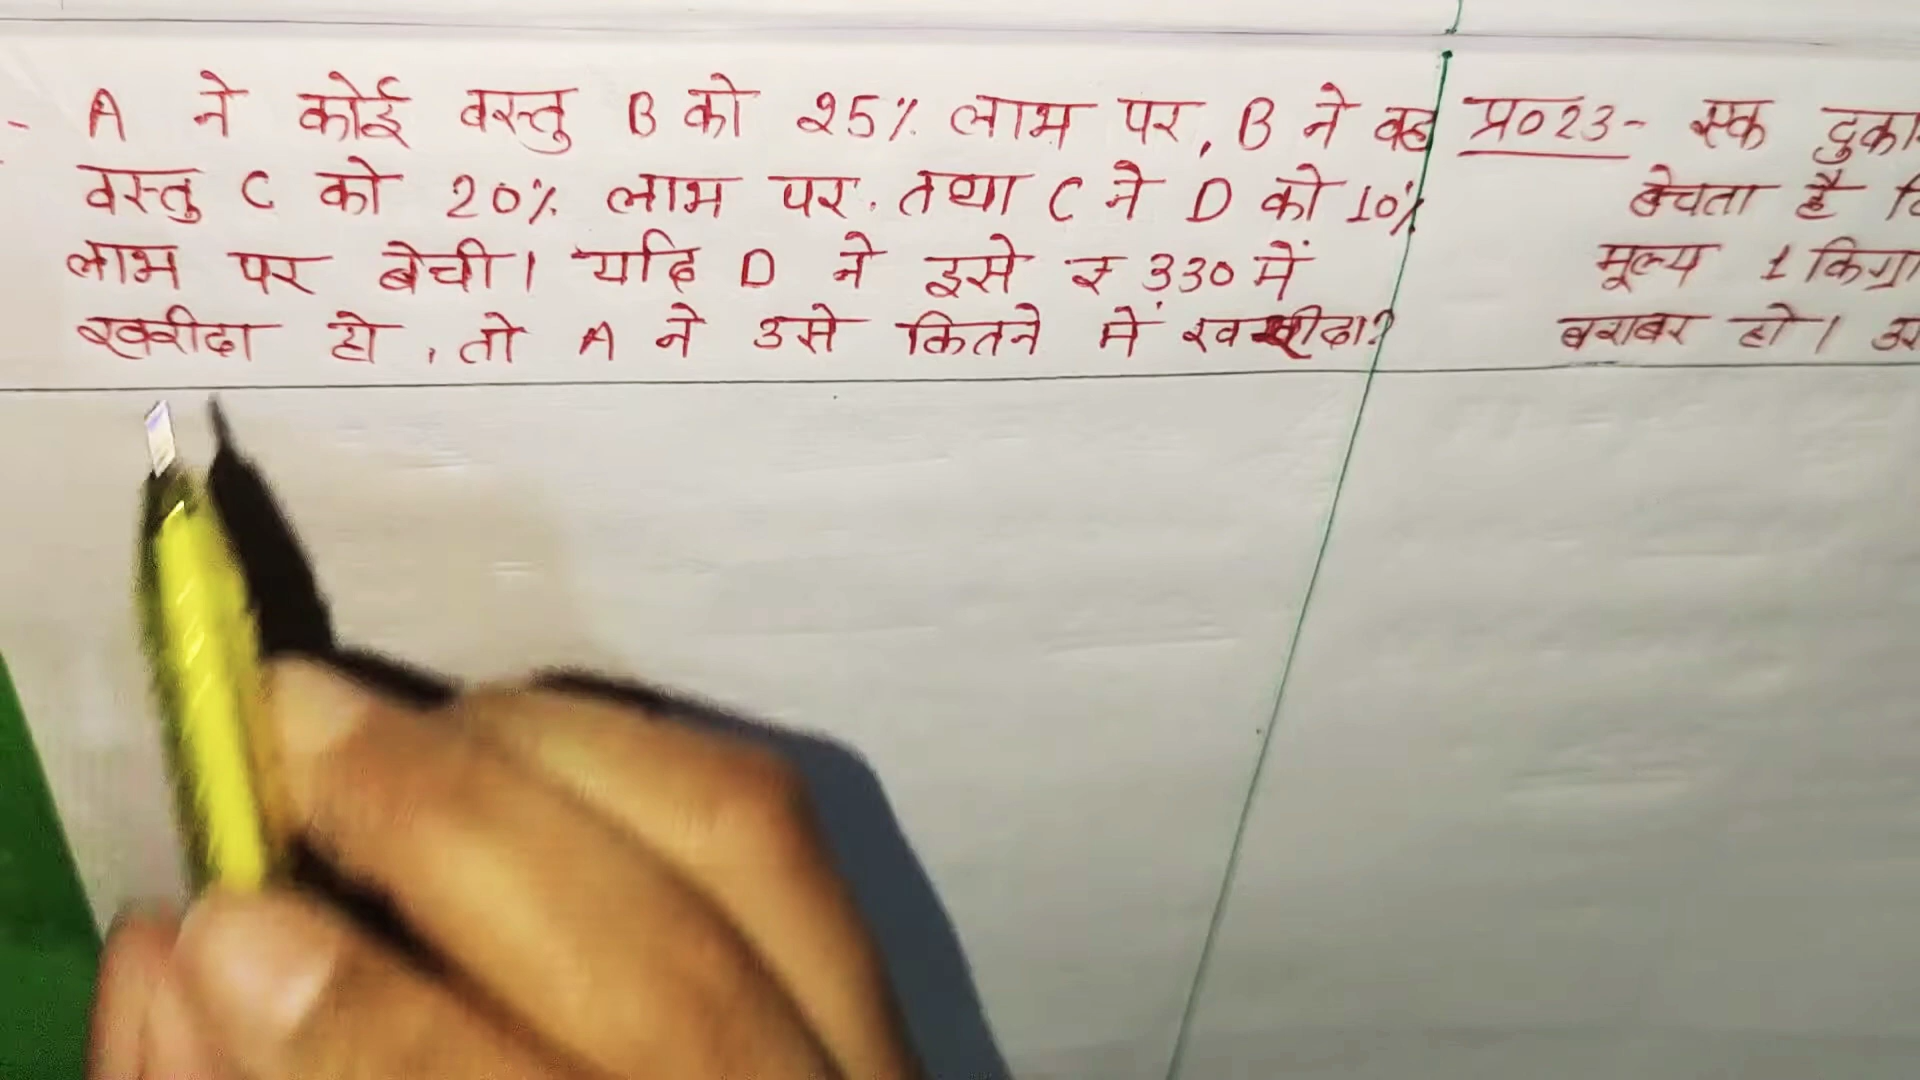 A ने कोई वस्तु B को 25% लाभ पर, B ने वह
वस्तु C को 20% लाभ पर. तथा C ने D को 10%
लाभ पर बेची। यदि D ने इसे ₹ 330 में
खरीदा हो, तो A ने उसे कितने में खरीदा?
प्र०23- एक
बेचता है
मूल्य 1 किग्रा
बराबर हो।